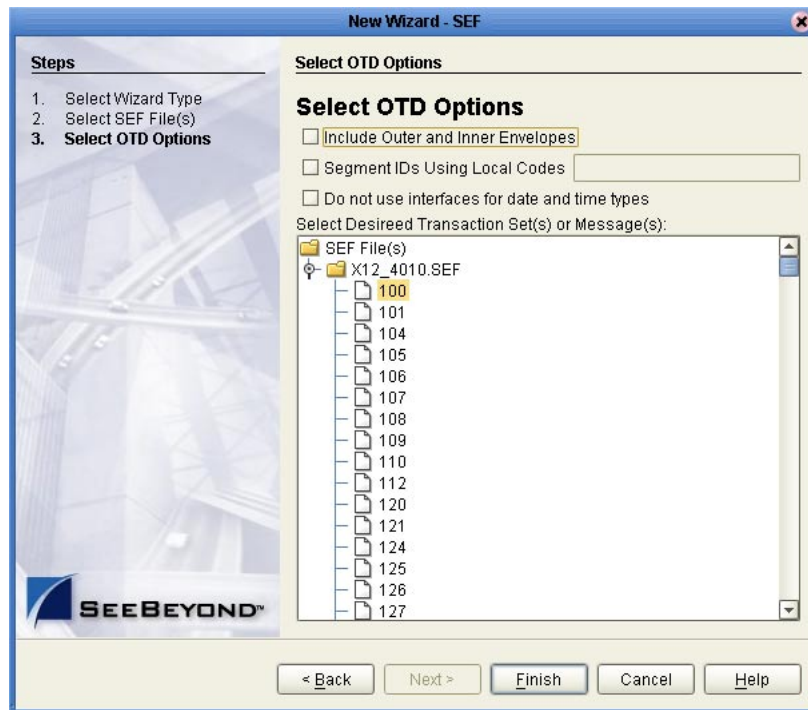 New Wizard - SEF
Steps
1. Select Wizard Type
2. Select SEF File(s)
3. Select OTD Options
SEEBEYOND™
Select OTD Options
Select OTD Options
Include Outer and Inner Envelopes
Segment IDs Using Local Codes
Do not use interfaces for date and time types
Select Desireed Transaction Set(s) or Message(s):
SEF File(s)
X12_4010.SEF
100
101
104
105
106
107
108
109
110
112
120
121
124
125
126
127
< Back
Next >
Finish
Cancel
Help